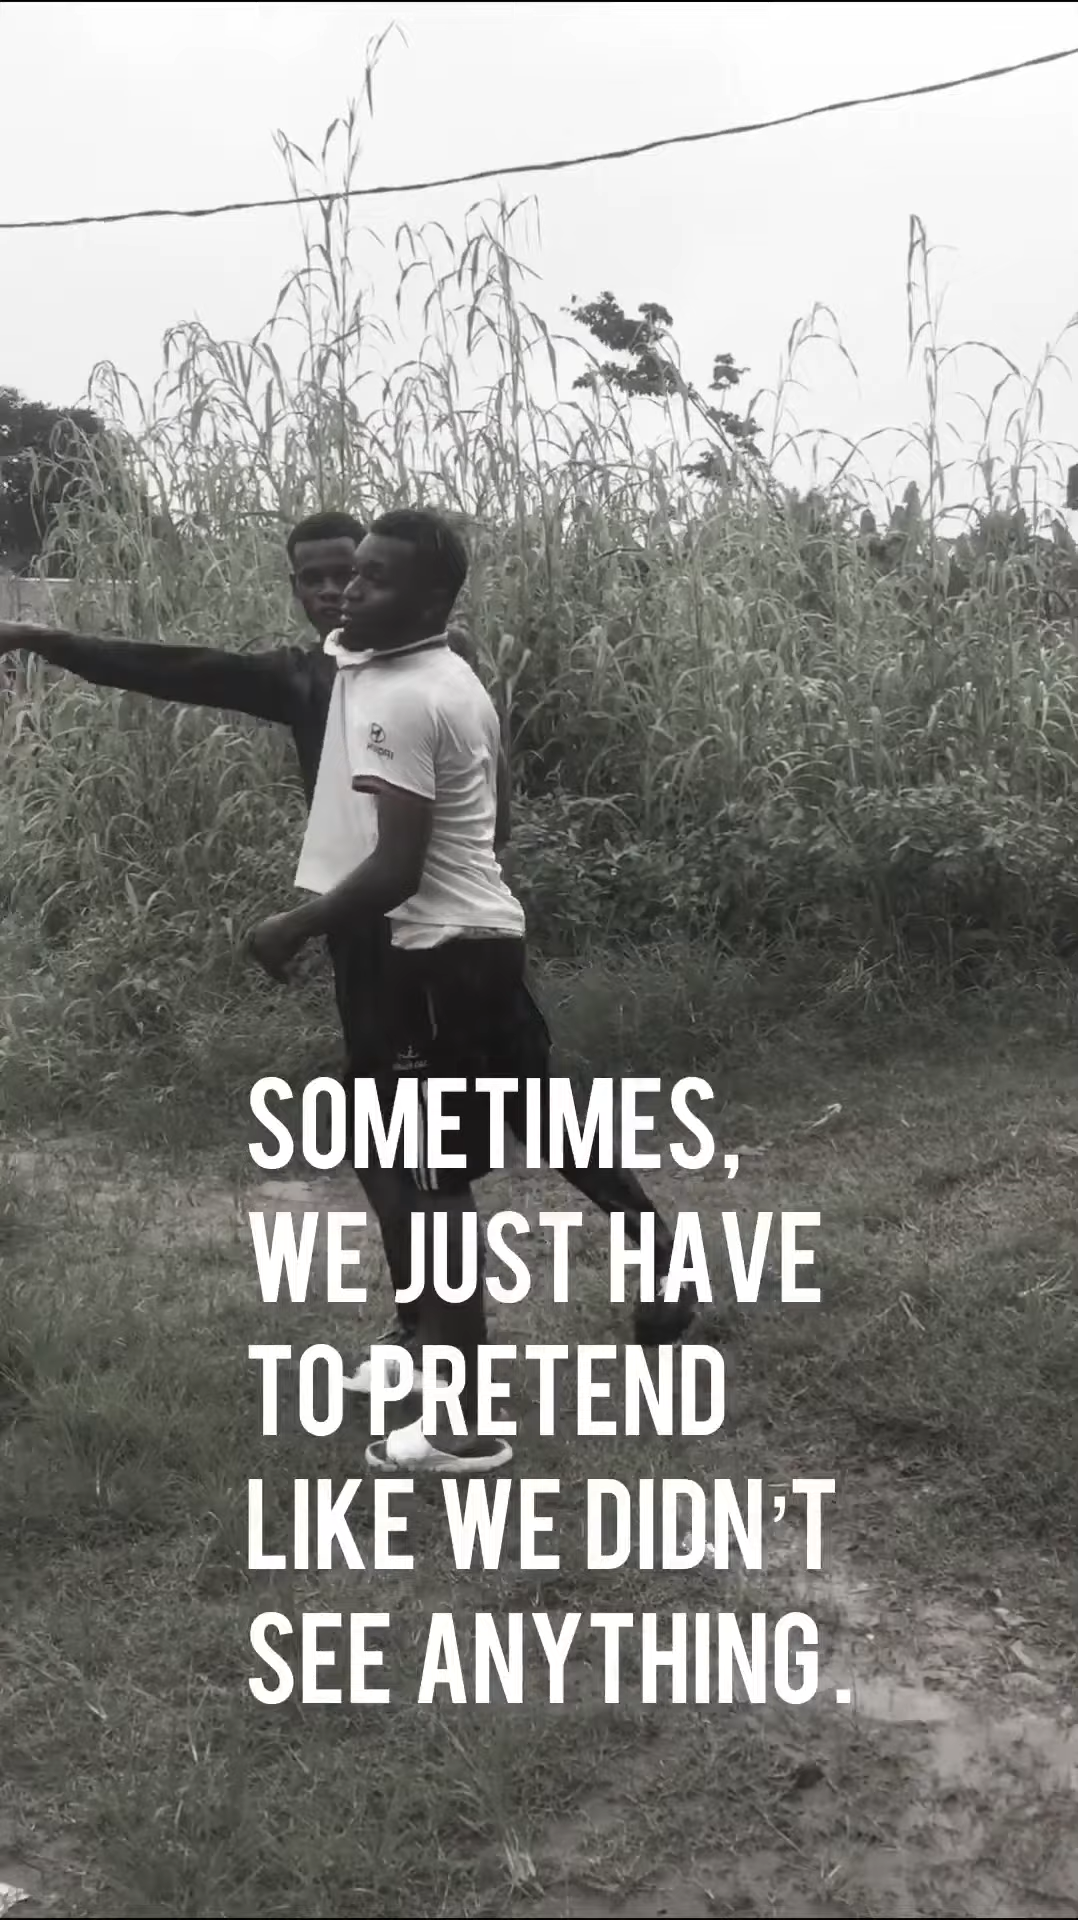 SOMETIMES,
WE JUST HAVE
TO PRETEND
LIKE WE DIDN'T
SEE ANYTHING.